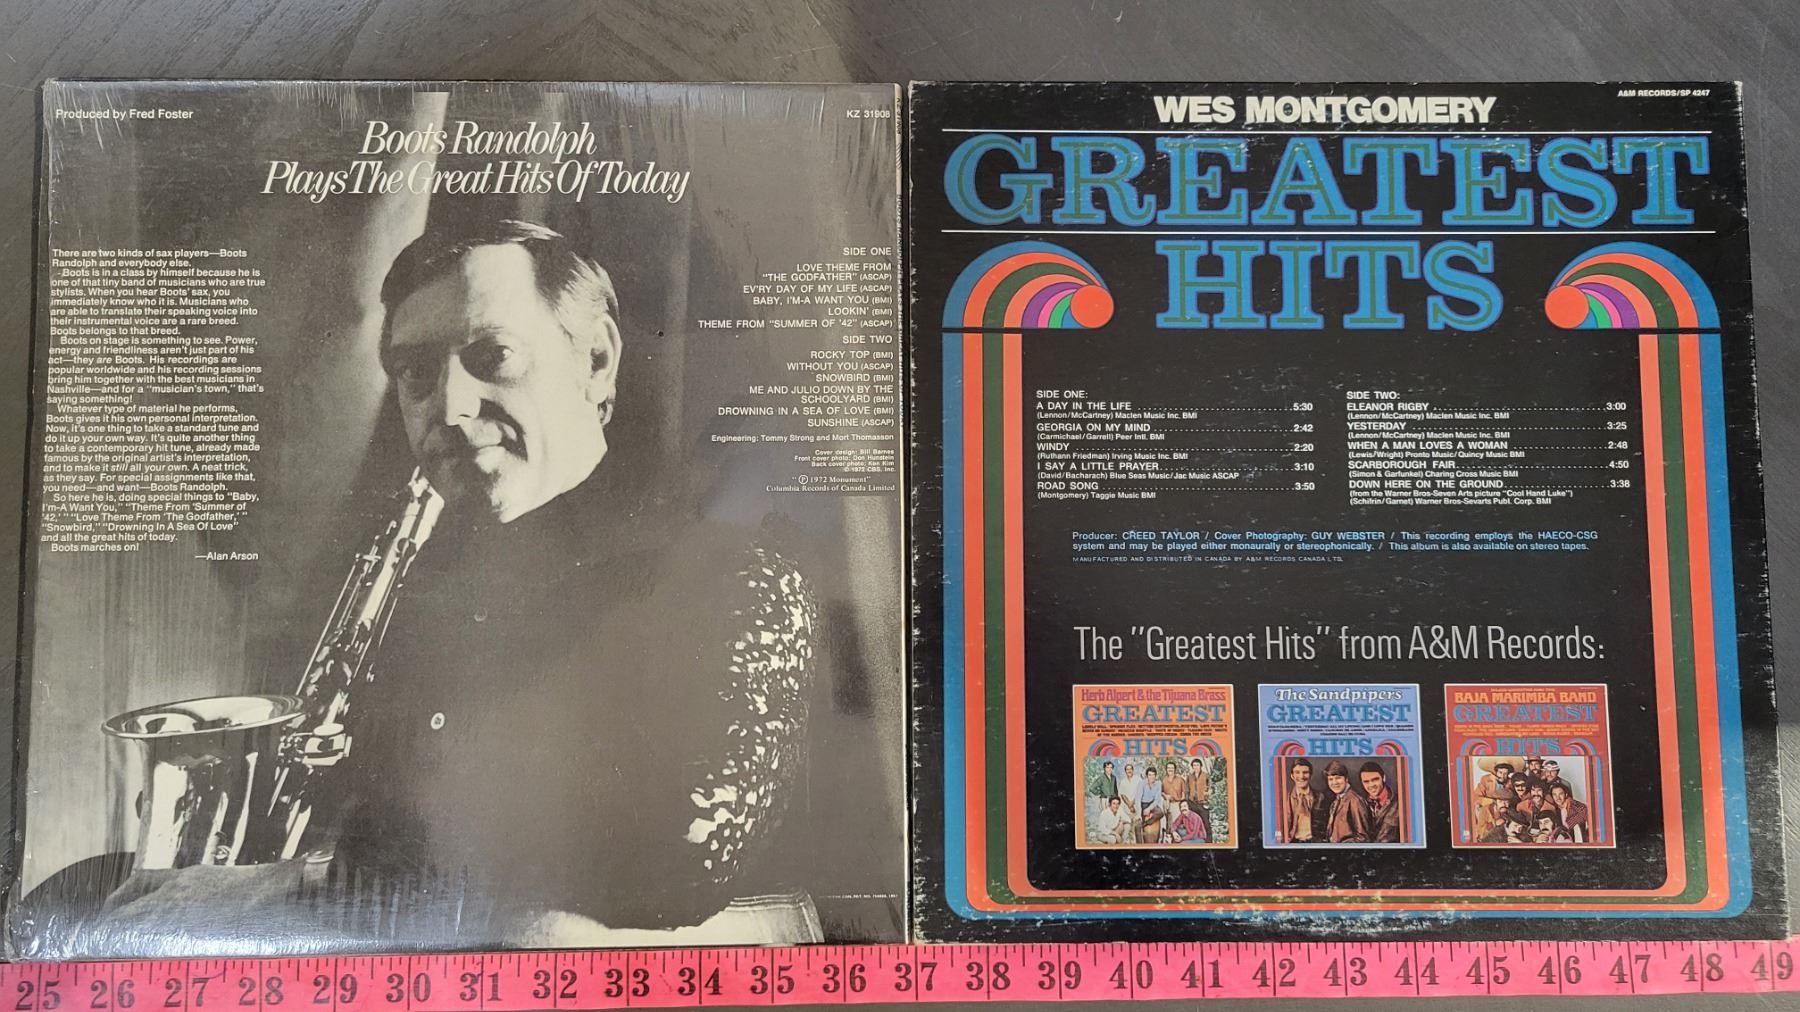 Produced by Fred Foster
KZ 31908
Boots Randolph
Plays The Great Hits Of Today
There are two kinds of sax players—Boots
Randolph and everybody else.
Boots is in a class by himself because he is
one of that tiny band of musicians who are true
stylists. When you hear Boots' sax, you
immediately know who it is. Musicians who
are able to translate their speaking voice into
their instrumental voice are a rare breed.
Boots belongs to that breed.
Boots on stage is something to see. Power,
energy and friendliness aren't just part of his
act—they are Boots. His recordings are
popular worldwide and his recording sessions
bring him together with the best musicians in
Nashville—and for a "musician's town," that's
saying something!
Whatever type of material he performs,
Boots gives it his own personal interpretation.
Now, it's one thing to take a standard tune and
do it up your own way. It's quite another thing
to take a contemporary hit tune, already made
famous by the original artist's interpretation,
and to make it still all your own. A neat trick,
as they say. For special assignments like that,
you need—and want—Boots Randolph.
So here he is, doing special things to "Baby,
I'm-A Want You," "Theme From 'Summer of
'42,'" "Love Theme From 'The Godfather,'"
"Snowbird," "Drowning In A Sea Of Love"
and all the great hits of today.
Boots marches on!
—Alan Arson
SIDE ONE
LOVE THEME FROM
"THE GODFATHER" (ASCAP)
EV'RY DAY OF MY LIFE (ASCAP)
BABY, I'M-A WANT YOU (BMI)
LOOKIN' (BMI)
THEME FROM "SUMMER OF '42" (ASCAP)
SIDE TWO
ROCKY TOP (BMI)
WITHOUT YOU (ASCAP)
SNOWBIRD (BMI)
ME AND JULIO DOWN BY THE
SCHOOLYARD (BMI)
DROWNING IN A SEA OF LOVE (BMI)
SUNSHINE (ASCAP)
Engineering: Tommy Strong and Mort Thomasson
Cover design: Bill Barnes
Front cover photo: Don Hunstein
Back cover photo: Ken Kim
© 1972 CBS, Inc.
"Ⓟ 1972 Monument"
Columbia Records of Canada Limited
A&M RECORDS/SP 4247
WES MONTGOMERY
GREATEST
HITS
SIDE ONE:
A DAY IN THE LIFE 5:30
(Lennon/McCartney) Maclen Music Inc. BMI
GEORGIA ON MY MIND 2:42
(Carmichael/Garrell) Peer Intl. BMI
WINDY 2:20
(Ruthann Friedman) Irving Music Inc. BMI
I SAY A LITTLE PRAYER 3:10
(David/Bacharach) Blue Seas Music/Jac Music ASCAP
ROAD SONG 3:50
(Montgomery) Taggie Music BMI
SIDE TWO:
ELEANOR RIGBY 3:00
(Lennon/McCartney) Maclen Music Inc. BMI
YESTERDAY 3:25
(Lennon/McCartney) Maclen Music Inc. BMI
WHEN A MAN LOVES A WOMAN 2:48
(Lewis/Wright) Pronto Music/Quincy Music BMI
SCARBOROUGH FAIR 4:50
(Simon & Garfunkel) Charing Cross Music BMI
DOWN HERE ON THE GROUND 3:38
(from the Warner Bros-Seven Arts picture "Cool Hand Luke")
(Schifrin/Garnet) Warner Bros-Sevarts Publ. Corp. BMI
Producer: CREED TAYLOR / Cover Photography: GUY WEBSTER / This recording employs the HAECO-CSG
system and may be played either monaurally or stereophonically. / This album is also available on stereo tapes.
MANUFACTURED AND DISTRIBUTED IN CANADA BY A&M RECORDS CANADA LTD.
The "Greatest Hits" from A&M Records:
Herb Alpert & the Tijuana Brass
GREATEST
HITS
The Sandpipers
GREATEST
HITS
BAJA MARIMBA BAND
GREATEST
HITS
25 26 27 28 29 30 31 32 33 34 35 36 37 38 39 40 41 42 43 44 45 46 47 48 49